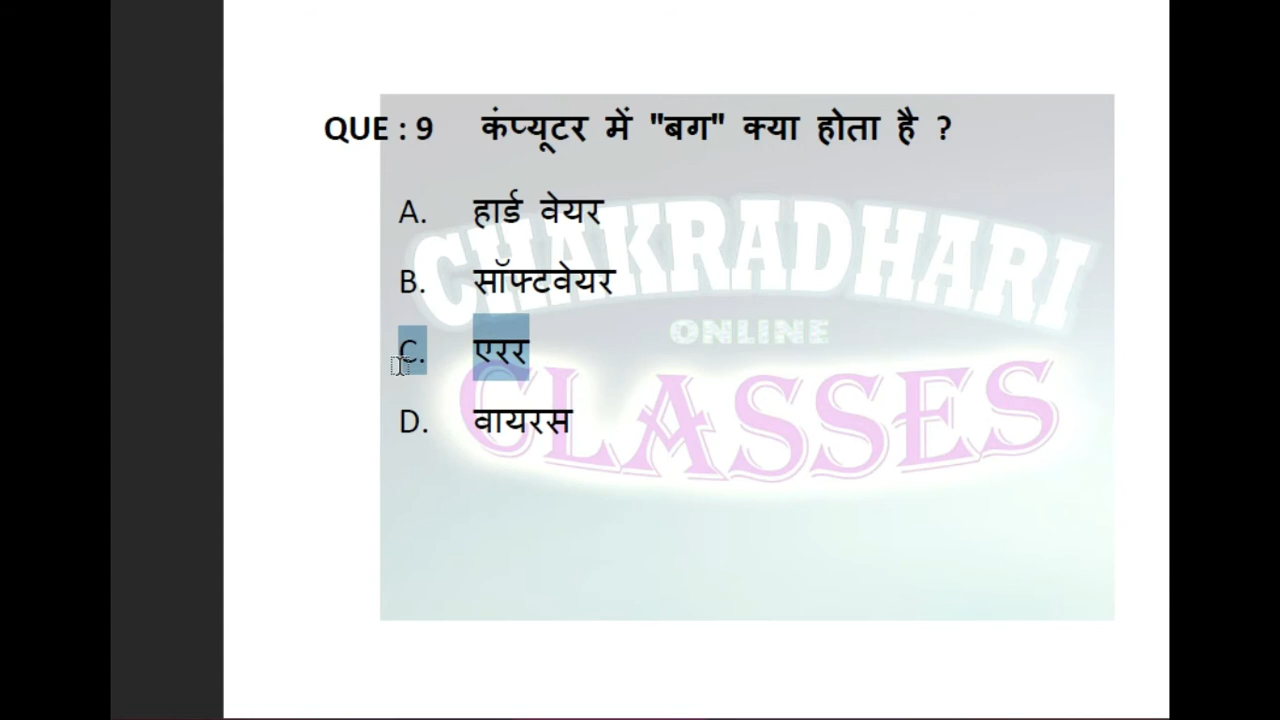 QUE : 9 कंप्यूटर में "बग" क्या होता है ?
A. हार्ड वेयर
B. सॉफ्टवेयर
C. एरर
D. वायरस
CHAKRADHARI
ONLINE
CLASSES